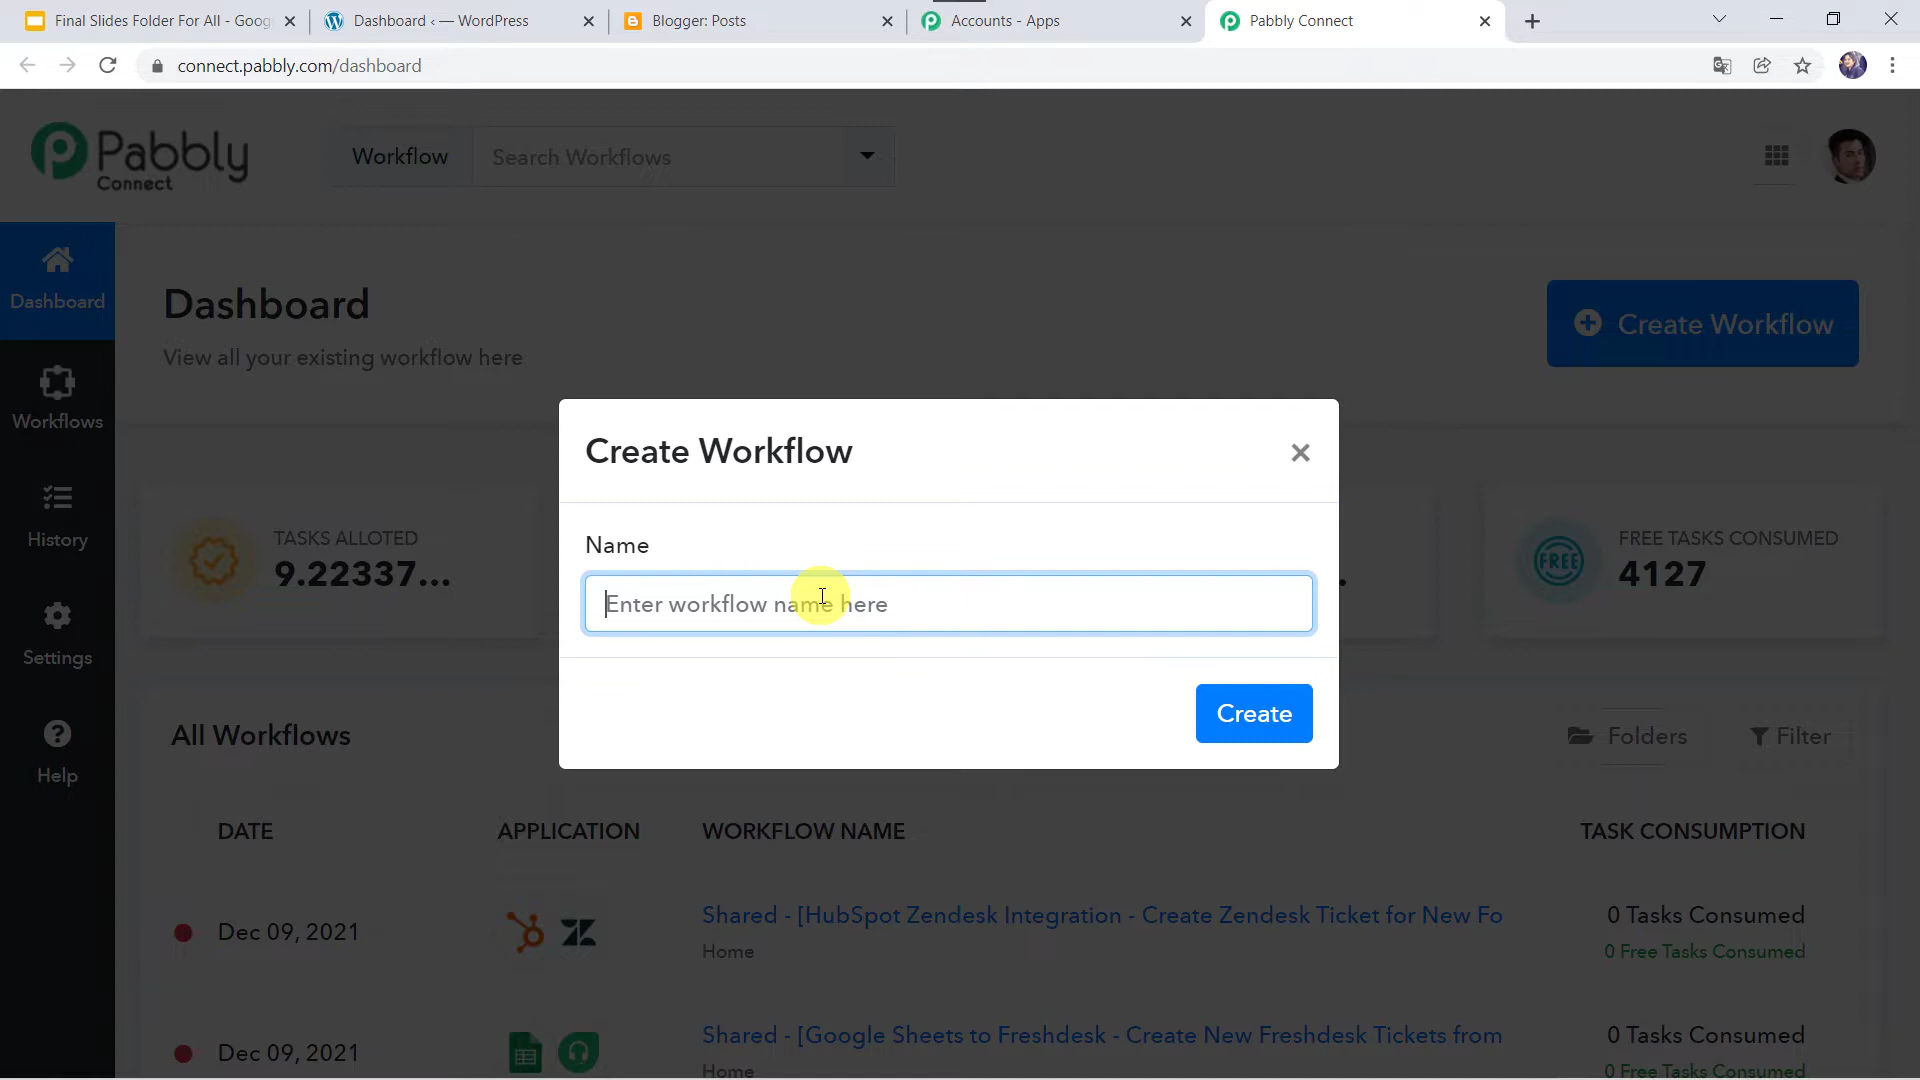 Final Slides Folder For All - Goog
Dashboard ‹ — WordPress
Blogger: Posts
Accounts - Apps
Pabbly Connect
connect.pabbly.com/dashboard
Pabbly
Connect
Workflow
Search Workflows
Dashboard
Workflows
History
Settings
Help
Dashboard
View all your existing workflow here
Create Workflow
TASKS ALLOTED
9.22337...
FREE TASKS CONSUMED
FREE
4127
Create Workflow
Name
Enter workflow name here
Create
All Workflows
Folders
Filter
DATE
APPLICATION
WORKFLOW NAME
TASK CONSUMPTION
Dec 09, 2021
Shared - [HubSpot Zendesk Integration - Create Zendesk Ticket for New Fo
Home
0 Tasks Consumed
0 Free Tasks Consumed
Dec 09, 2021
Shared - [Google Sheets to Freshdesk - Create New Freshdesk Tickets from
Home
0 Tasks Consumed
0 Free Tasks Consumed